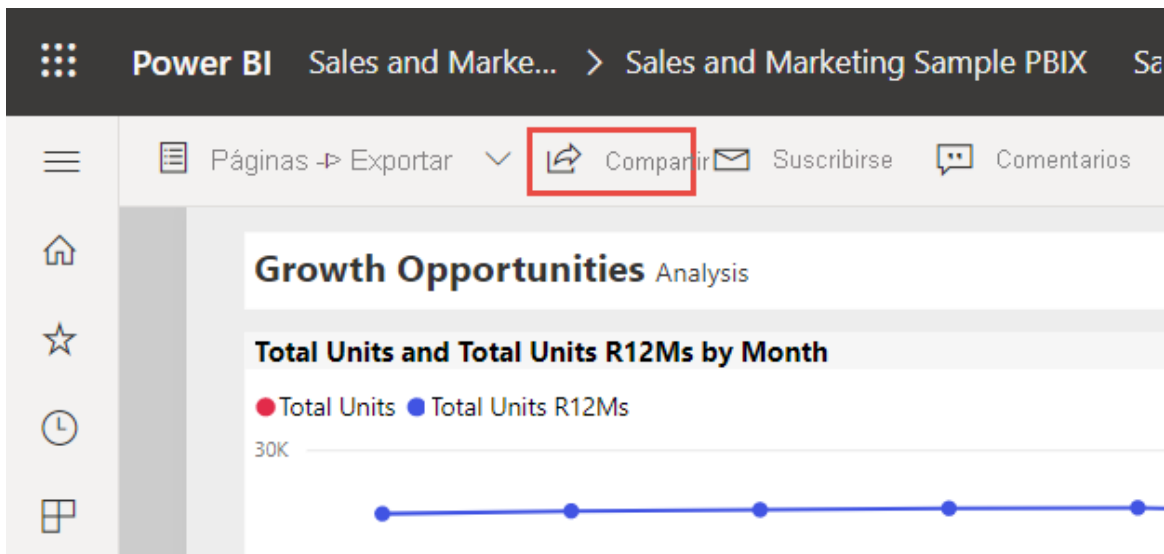 Power BI Sales and Marke... > Sales and Marketing Sample PBIX Sa
Páginas Exportar Compartir Suscribirse Comentarios
Growth Opportunities Analysis
Total Units and Total Units R12Ms by Month
Total Units Total Units R12Ms
30K